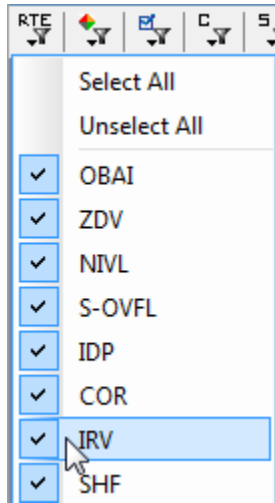 RTE C S
Select All
Unselect All
OBAI
ZDV
NIVL
S-OVFL
IDP
COR
IRV
SHF